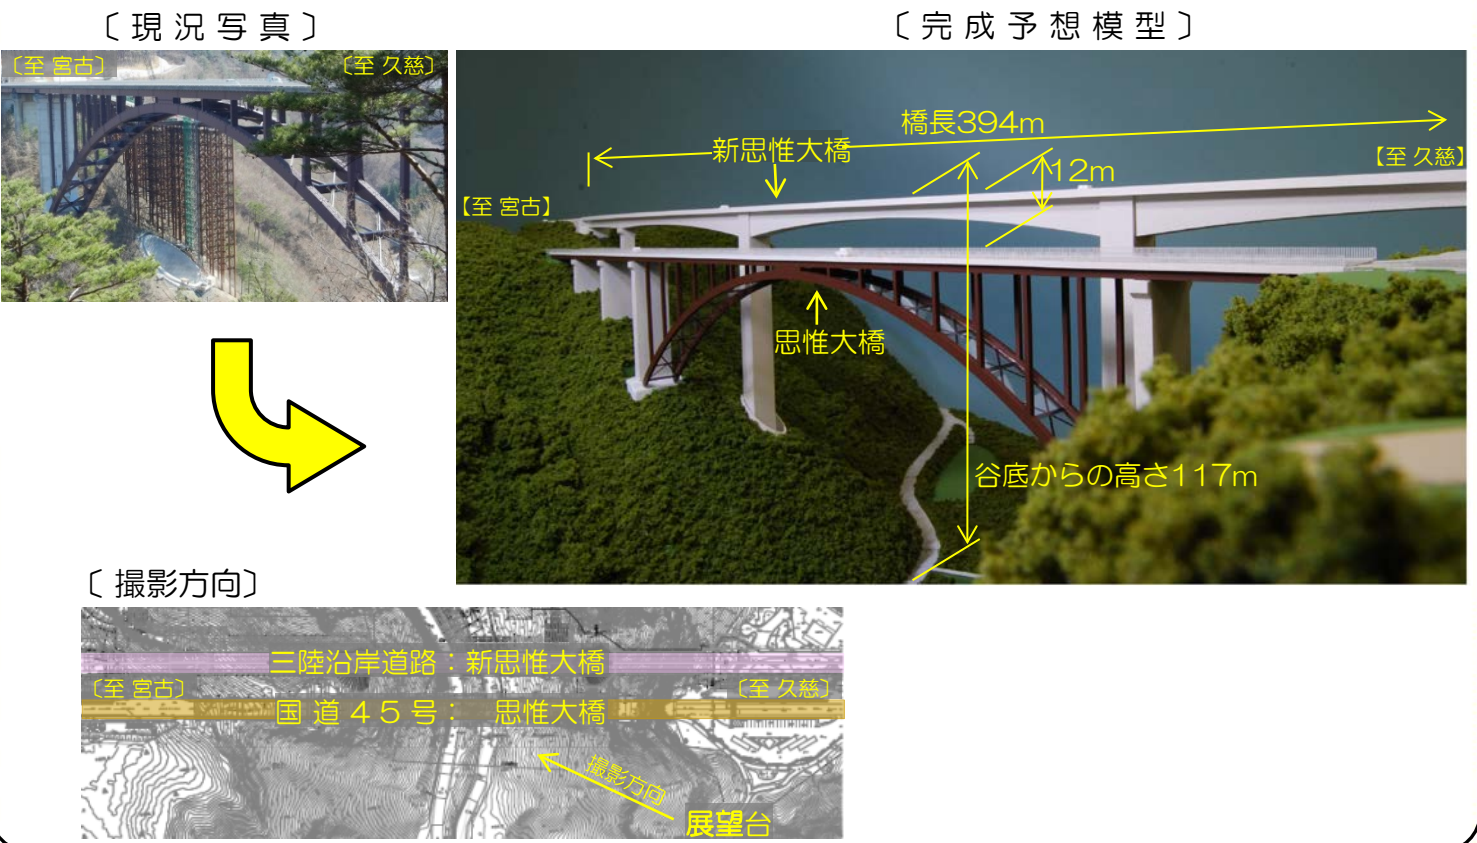 〔現況写真〕
〔至 宮古〕
〔至 久慈〕
〔完成予想模型〕
橋長394m
新思惟大橋
12m
【至 久慈】
【至 宮古】
思惟大橋
谷底からの高さ117m
〔撮影方向〕
三陸沿岸道路：新思惟大橋
〔至 宮古〕
〔至 久慈〕
国道45号： 思惟大橋
撮影方向
展望台